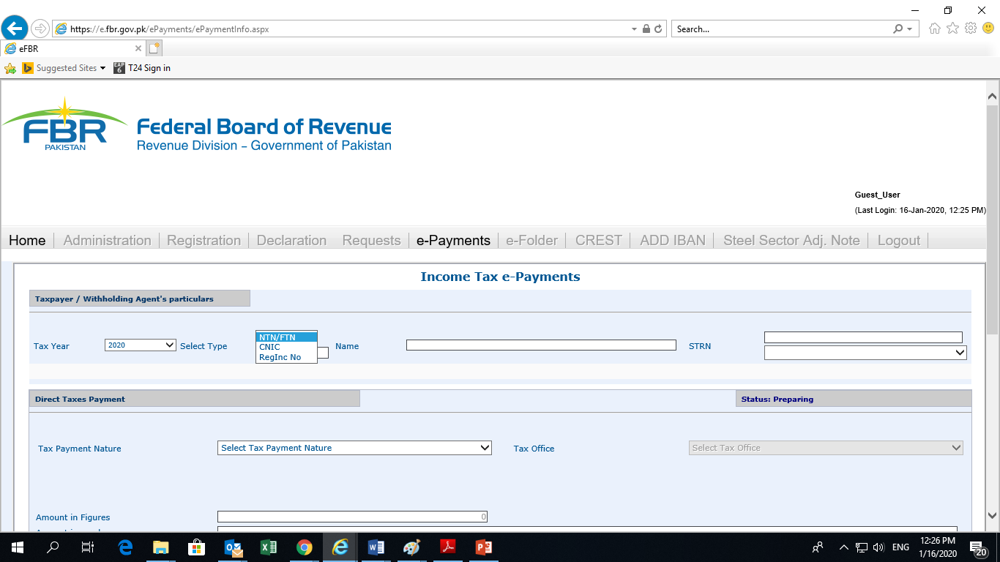 https://e.fbr.gov.pk/ePayments/ePaymentInfo.aspx
Search...
eFBR
Suggested Sites
EAP 6
T24 Sign in
FBR
PAKISTAN
Federal Board of Revenue
Revenue Division – Government of Pakistan
Guest_User
(Last Login: 16-Jan-2020, 12:25 PM)
Home Administration Registration Declaration Requests e-Payments e-Folder CREST ADD IBAN Steel Sector Adj. Note Logout
Income Tax e-Payments
Taxpayer / Withholding Agent's particulars
Tax Year 2020 Select Type NTN/FTN Name STRN
CNIC
RegInc No
Direct Taxes Payment Status: Preparing
Tax Payment Nature Select Tax Payment Nature Tax Office Select Tax Office
Amount in Figures 0
ENG
12:26 PM
1/16/2020
20